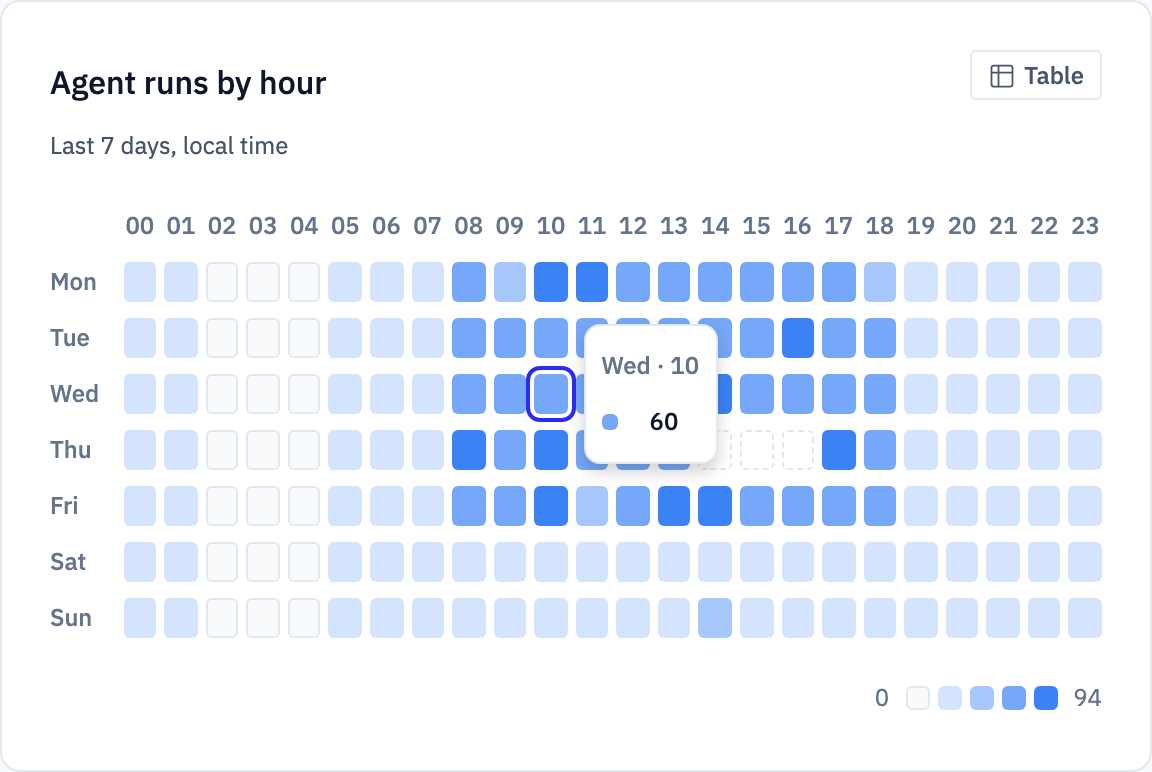 Agent runs by hour
Table
Last 7 days, local time
00 01 02 03 04 05 06 07 08 09 10 11 12 13 14 15 16 17 18 19 20 21 22 23
Mon
Tue
Wed · 10
Wed
60
Thu
Fri
Sat
Sun
0 94